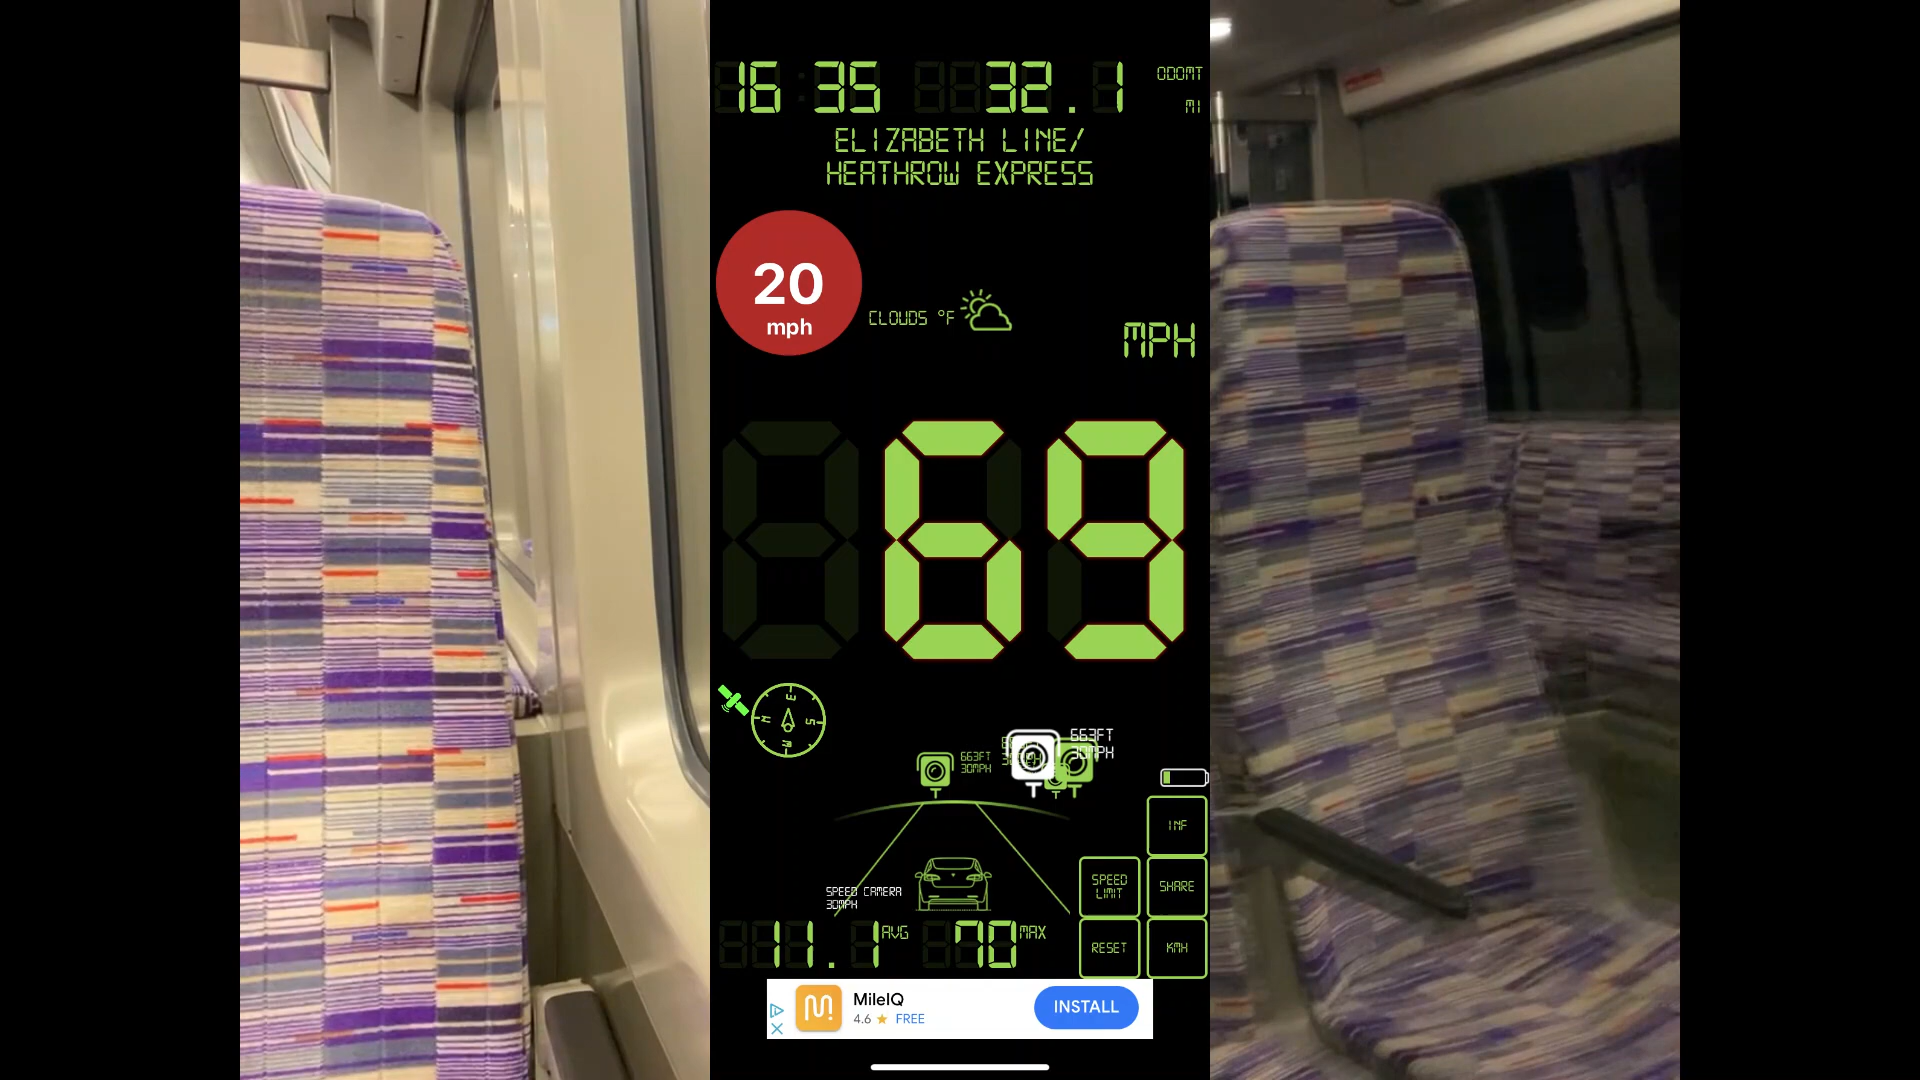 16:35 32.1 ODOMT
MI
ELIZABETH LINE/
HEATHROW EXPRESS
20
mph
CLOUDS °F
MPH
69
N E S W
663FT
30MPH
663FT
30MPH
SPEED CAMERA
30MPH
INF
SPEED
LIMIT
SHARE
RESET
KMH
11.1 AVG 70 MAX
MileIQ
4.6 ★ FREE
INSTALL